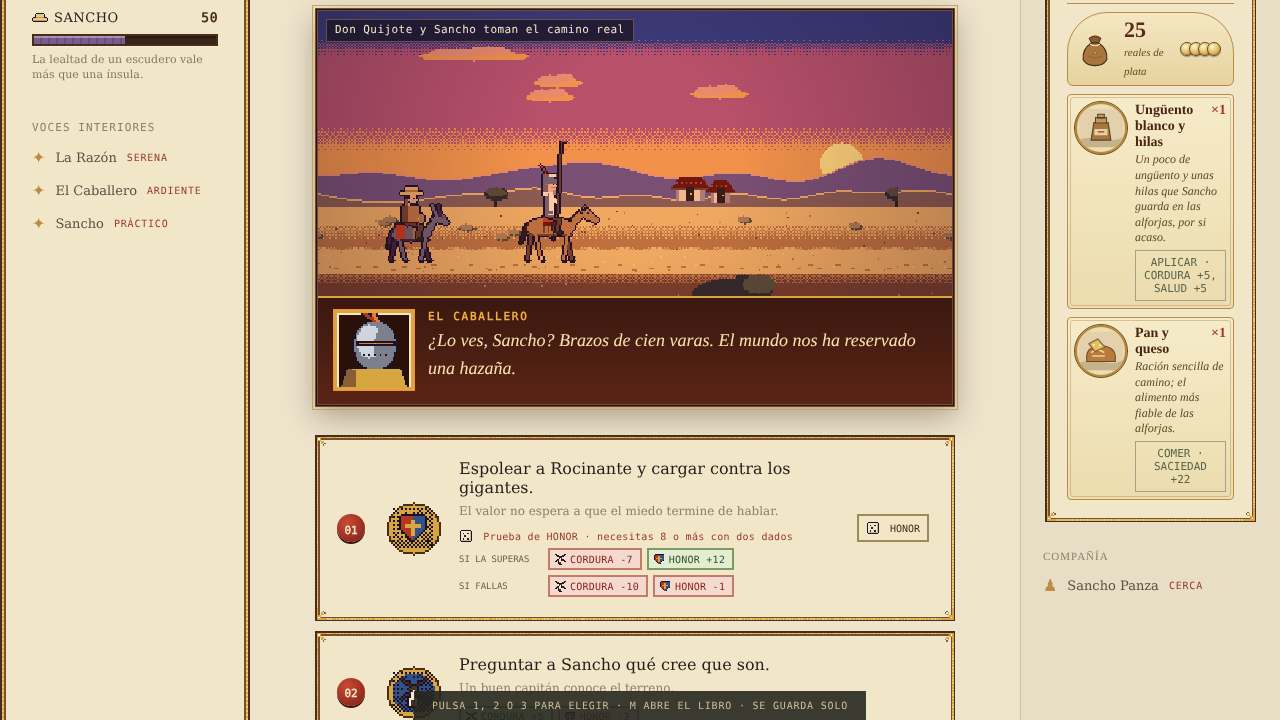 SANCHO 50
La lealtad de un escudero vale
más que una ínsula.
VOCES INTERIORES
La Razón SERENA
El Caballero ARDIENTE
Sancho PRÁCTICO
Don Quijote y Sancho toman el camino real
EL CABALLERO
¿Lo ves, Sancho? Brazos de cien varas. El mundo nos ha reservado
una hazaña.
01
Espolear a Rocinante y cargar contra los
gigantes.
El valor no espera a que el miedo termine de hablar.
Prueba de HONOR · necesitas 8 o más con dos dados
SI LA SUPERAS CORDURA -7 HONOR +12
SI FALLAS CORDURA -10 HONOR -1
HONOR
02
Preguntar a Sancho qué cree que son.
Un buen capitán conoce el terreno.
PULSA 1, 2 O 3 PARA ELEGIR · M ABRE EL LIBRO · SE GUARDA SOLO
25
reales de
plata
Ungüento ×1
blanco y
hilas
Un poco de
ungüento y unas
hilas que Sancho
guarda en las
alforjas, por si
acaso.
APLICAR ·
CORDURA +5,
SALUD +5
Pan y ×1
queso
Ración sencilla de
camino; el
alimento más
fiable de las
alforjas.
COMER ·
SACIEDAD
+22
COMPAÑÍA
Sancho Panza CERCA